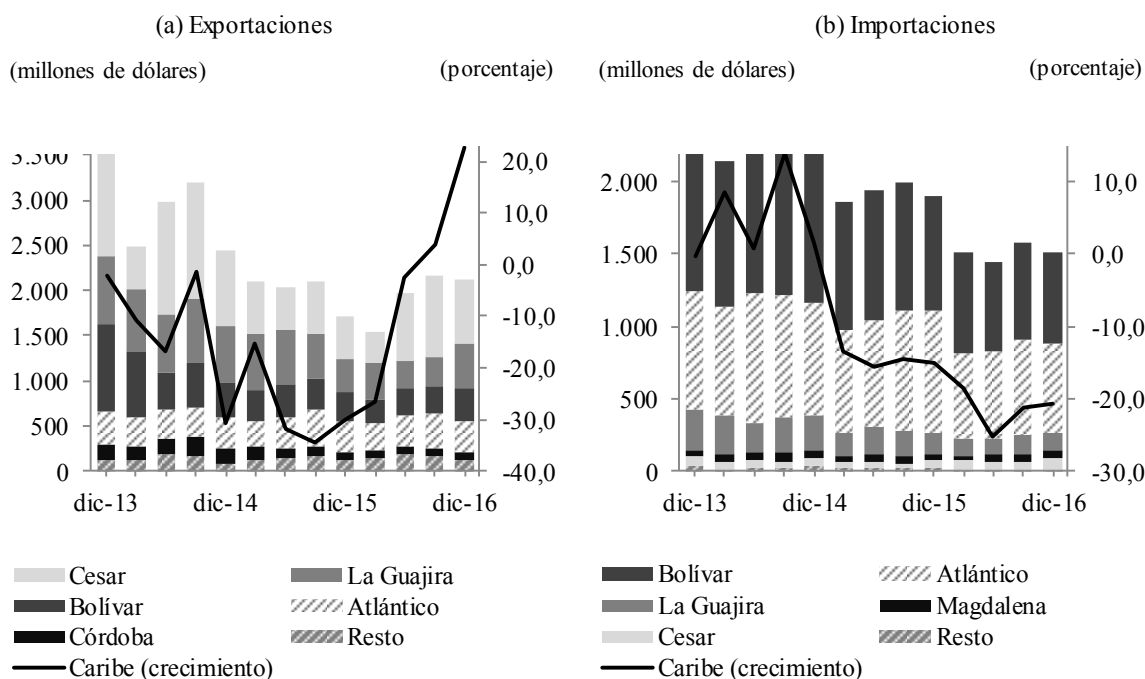 (a) Exportaciones
(millones de dólares) (porcentaje)
3.500
3.000
2.500
2.000
1.500
1.000
500
0
20,0
10,0
0,0
-10,0
-20,0
-30,0
-40,0
dic-13 dic-14 dic-15 dic-16
Cesar La Guajira
Bolívar Atlántico
Córdoba Resto
Caribe (crecimiento)
(b) Importaciones
(millones de dólares) (porcentaje)
2.000
1.500
1.000
500
0
10,0
0,0
-10,0
-20,0
-30,0
dic-13 dic-14 dic-15 dic-16
Bolívar Atlántico
La Guajira Magdalena
Cesar Resto
Caribe (crecimiento)